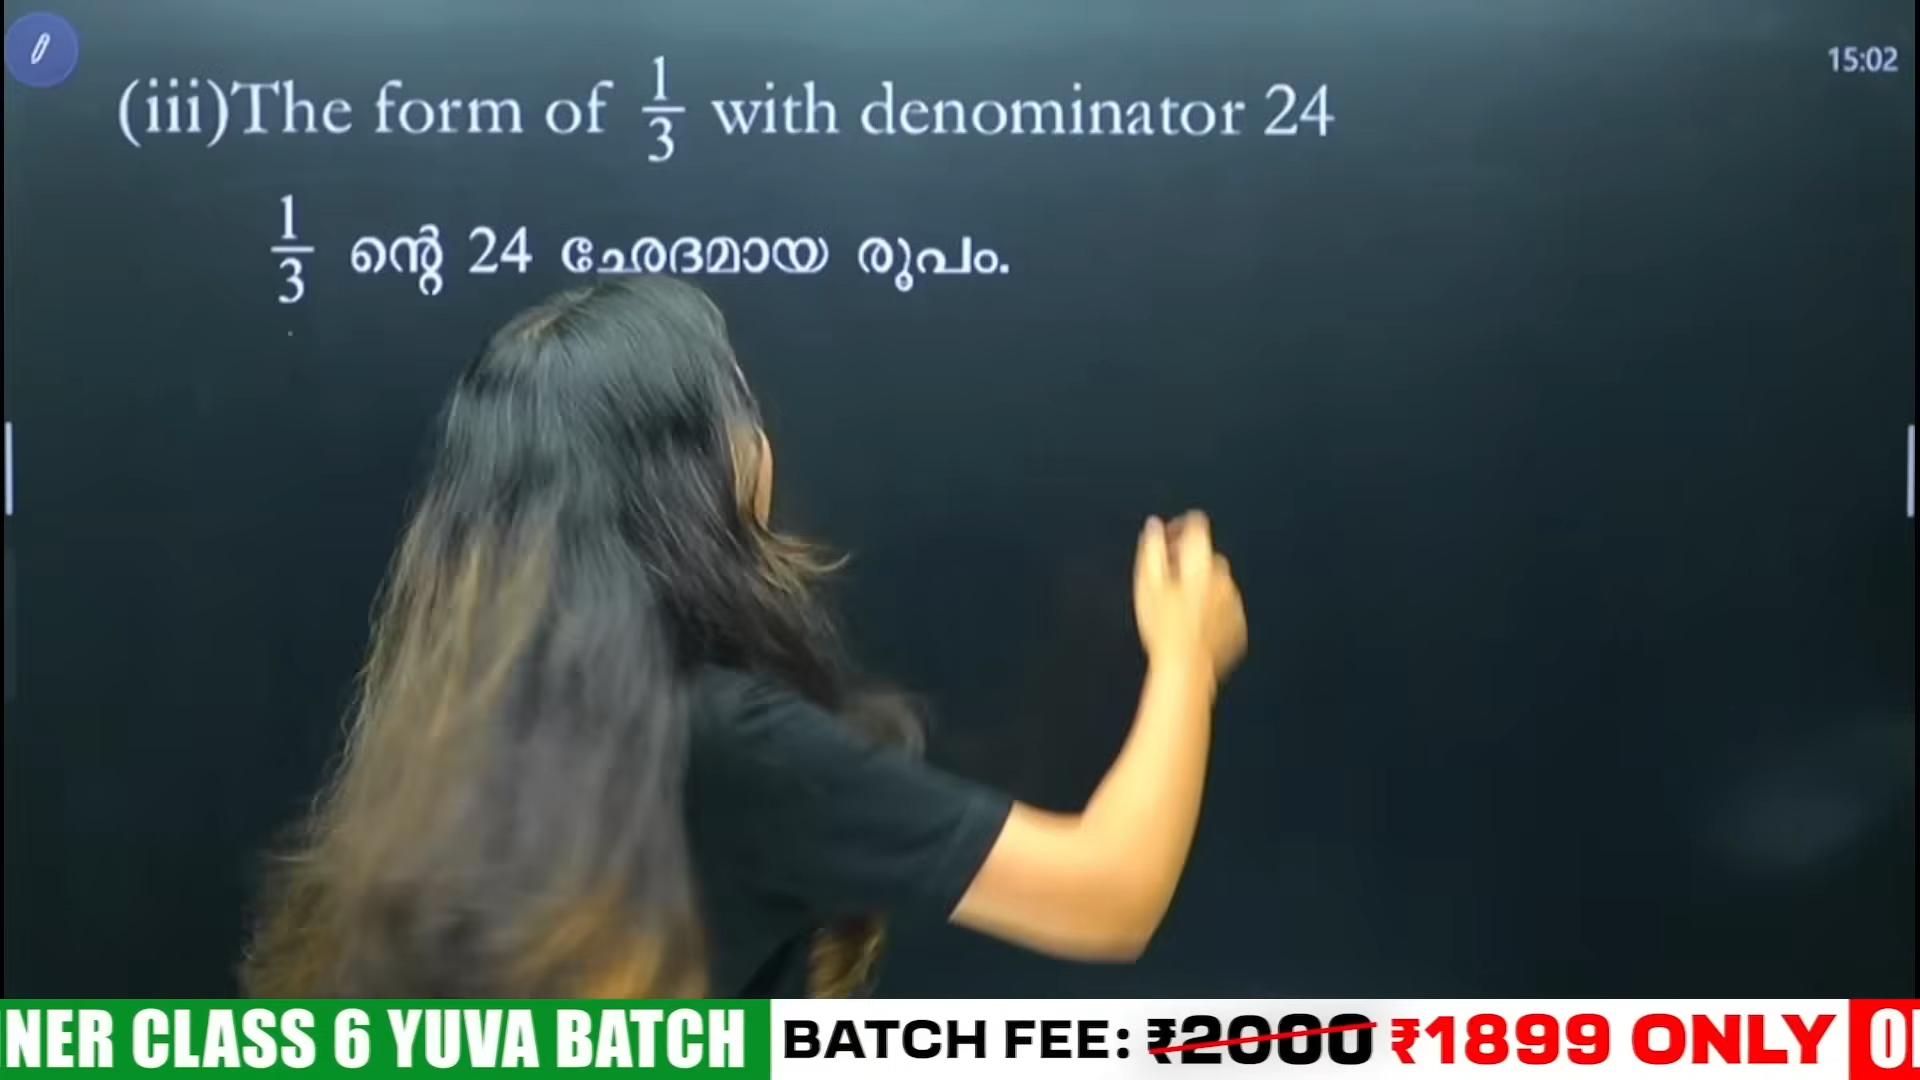 15:02
(iii)The form of 1/3 with denominator 24
1/3 ന്റെ 24 ഛേദമായ രൂപം.
NER CLASS 6 YUVA BATCH
BATCH FEE: ₹2000 ₹1899 ONLY